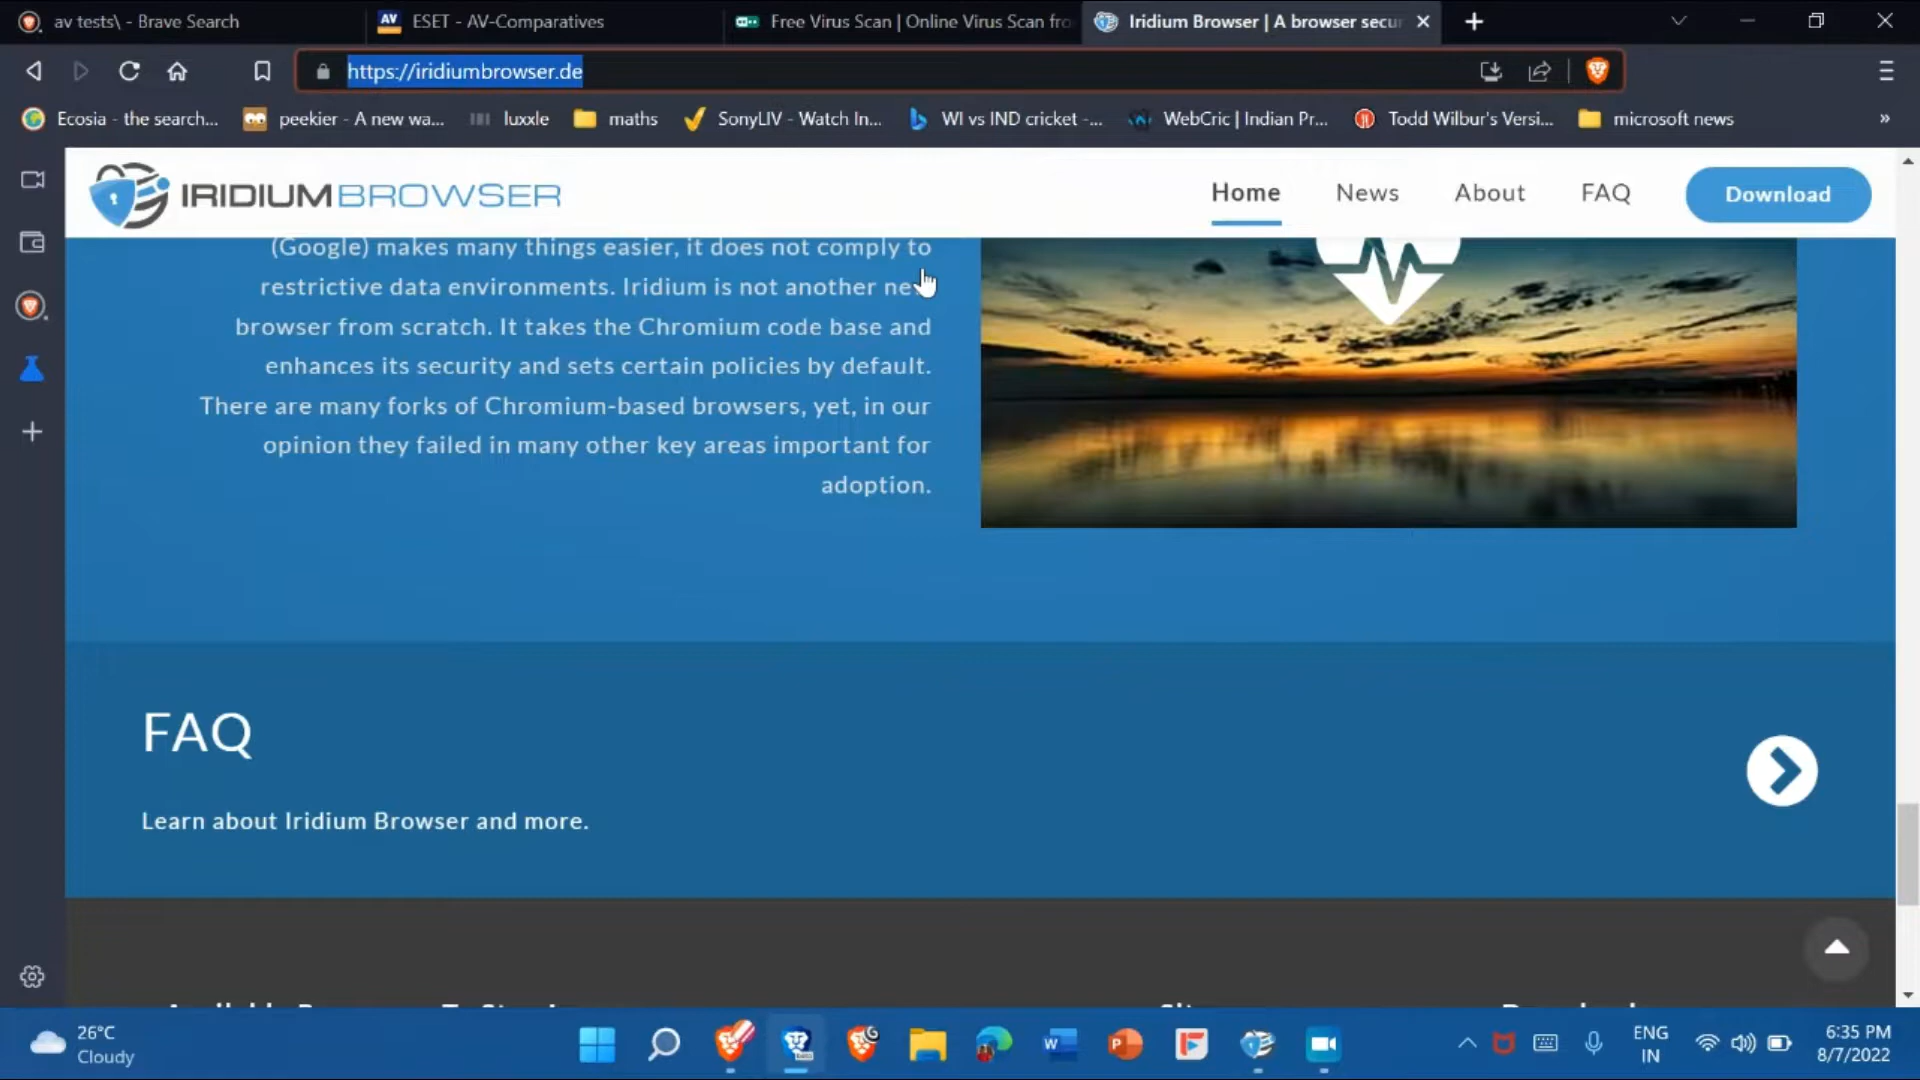 av tests\ - Brave Search
ESET - AV-Comparatives
Free Virus Scan | Online Virus Scan fro
Iridium Browser | A browser secu
https://iridiumbrowser.de
Ecosia - the search...
peekier - A new wa...
luxxle
maths
SonyLIV - Watch In...
WI vs IND cricket -...
WebCric | Indian Pr...
Todd Wilbur's Versi...
microsoft news
IRIDIUMBROWSER
Home
News
About
FAQ
Download
(Google) makes many things easier, it does not comply to
restrictive data environments. Iridium is not another
browser from scratch. It takes the Chromium code base and
enhances its security and sets certain policies by default.
There are many forks of Chromium-based browsers, yet, in our
opinion they failed in many other key areas important for
adoption.
FAQ
Learn about Iridium Browser and more.
26°C
Cloudy
ENG
IN
6:35 PM
8/7/2022